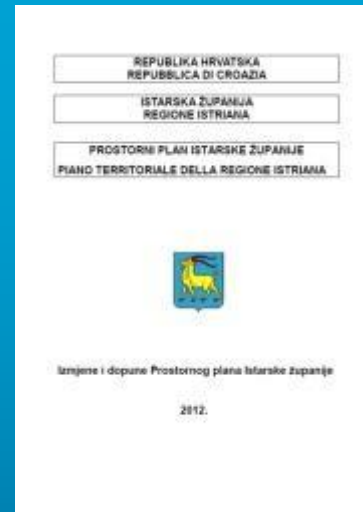 REPUBLIKA HRVATSKA
REPUBBLICA DI CROAZIA
ISTARSKA ŽUPANIJA
REGIONE ISTRIANA
PROSTORNI PLAN ISTARSKE ŽUPANIJE
PIANO TERRITORIALE DELLA REGIONE ISTRIANA
Izmjene i dopune Prostornog plana Istarske županije
2012.